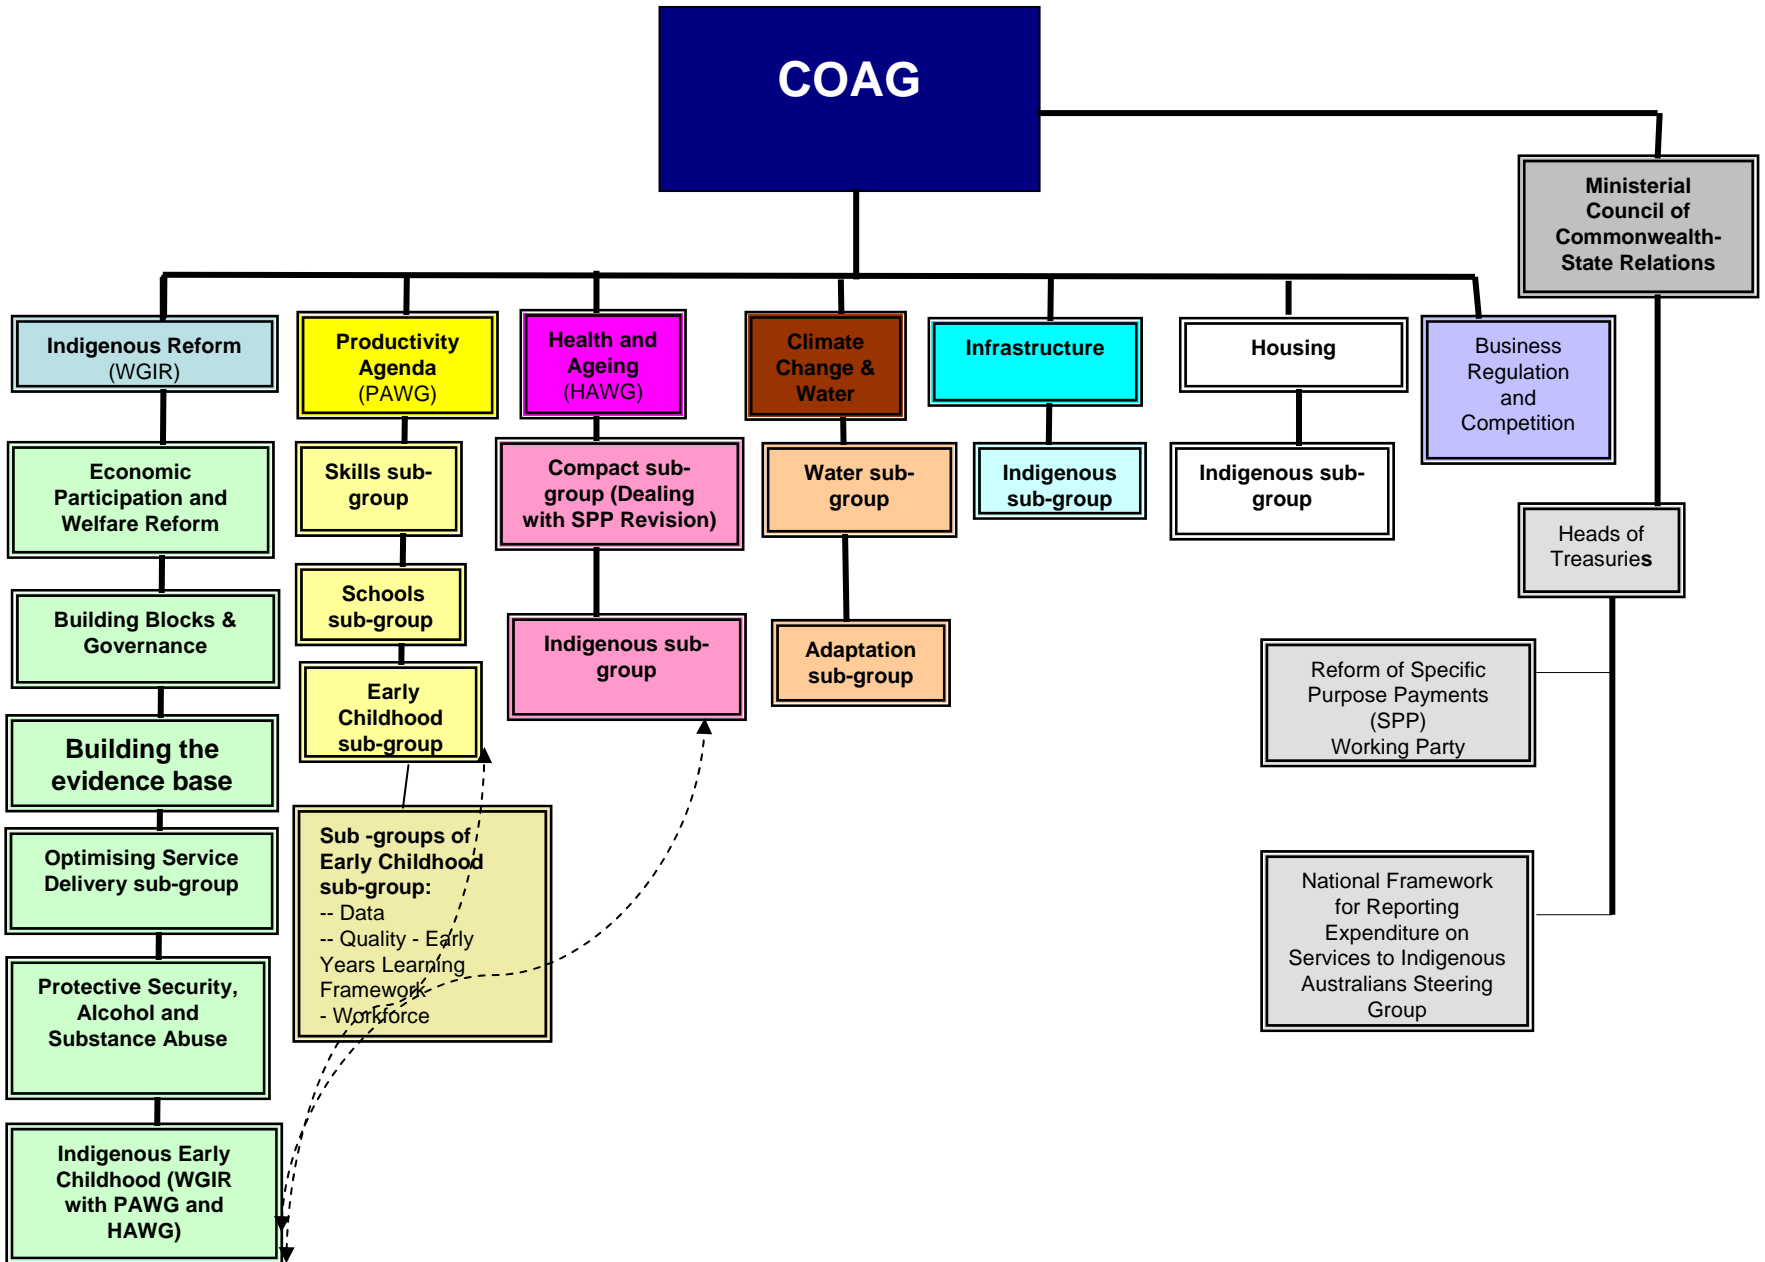 COAG
Ministerial
Council of
Commonwealth-
State Relations
Indigenous Reform
(WGIR)
Productivity
Agenda
(PAWG)
Health and
Ageing
(HAWG)
Climate
Change &
Water
Infrastructure
Housing
Business
Regulation
and
Competition
Economic
Participation and
Welfare Reform
Building Blocks &
Governance
Building the
evidence base
Optimising Service
Delivery sub-group
Protective Security,
Alcohol and
Substance Abuse
Indigenous Early
Childhood (WGIR
with PAWG and
HAWG)
Skills sub-
group
Schools
sub-group
Early
Childhood
sub-group
Sub -groups of
Early Childhood
sub-group:
-- Data
-- Quality - Early
Years Learning
Framework
- Workforce
Compact sub-
group (Dealing
with SPP Revision)
Indigenous sub-
group
Water sub-
group
Adaptation
sub-group
Indigenous
sub-group
Indigenous sub-
group
Heads of
Treasuries
Reform of Specific
Purpose Payments
(SPP)
Working Party
National Framework
for Reporting
Expenditure on
Services to Indigenous
Australians Steering
Group